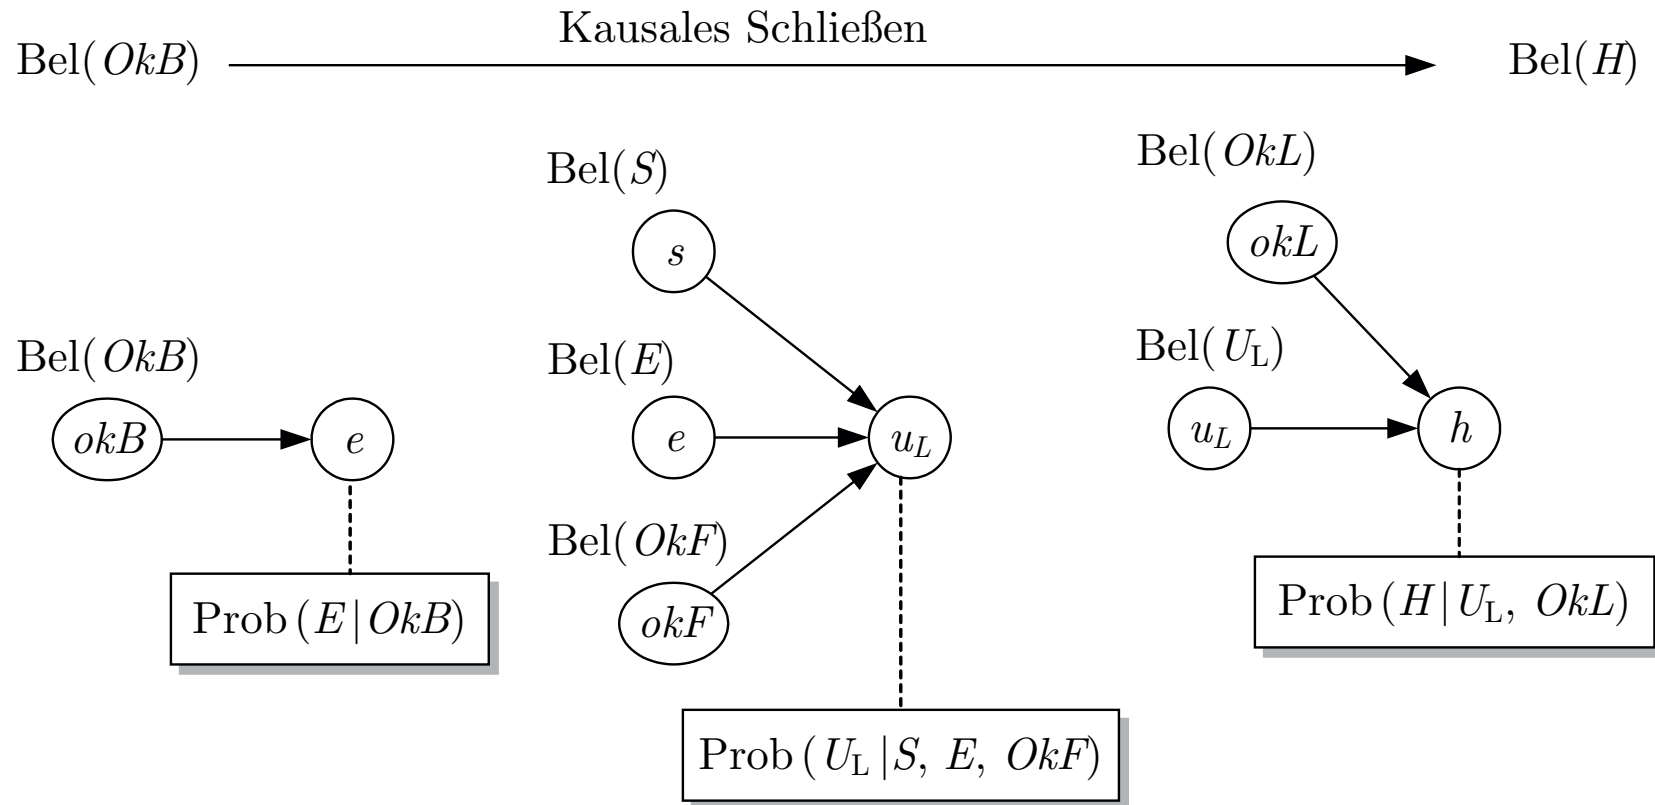 Kausales Schließen
Bel(OkB)
Bel(H)
Bel(OkB)
okB
e
Prob (E | OkB)
Bel(S)
s
Bel(E)
e
u_L
Bel(OkF)
okF
Prob (U_L | S, E, OkF)
Bel(OkL)
okL
Bel(U_L)
u_L
h
Prob (H | U_L, OkL)